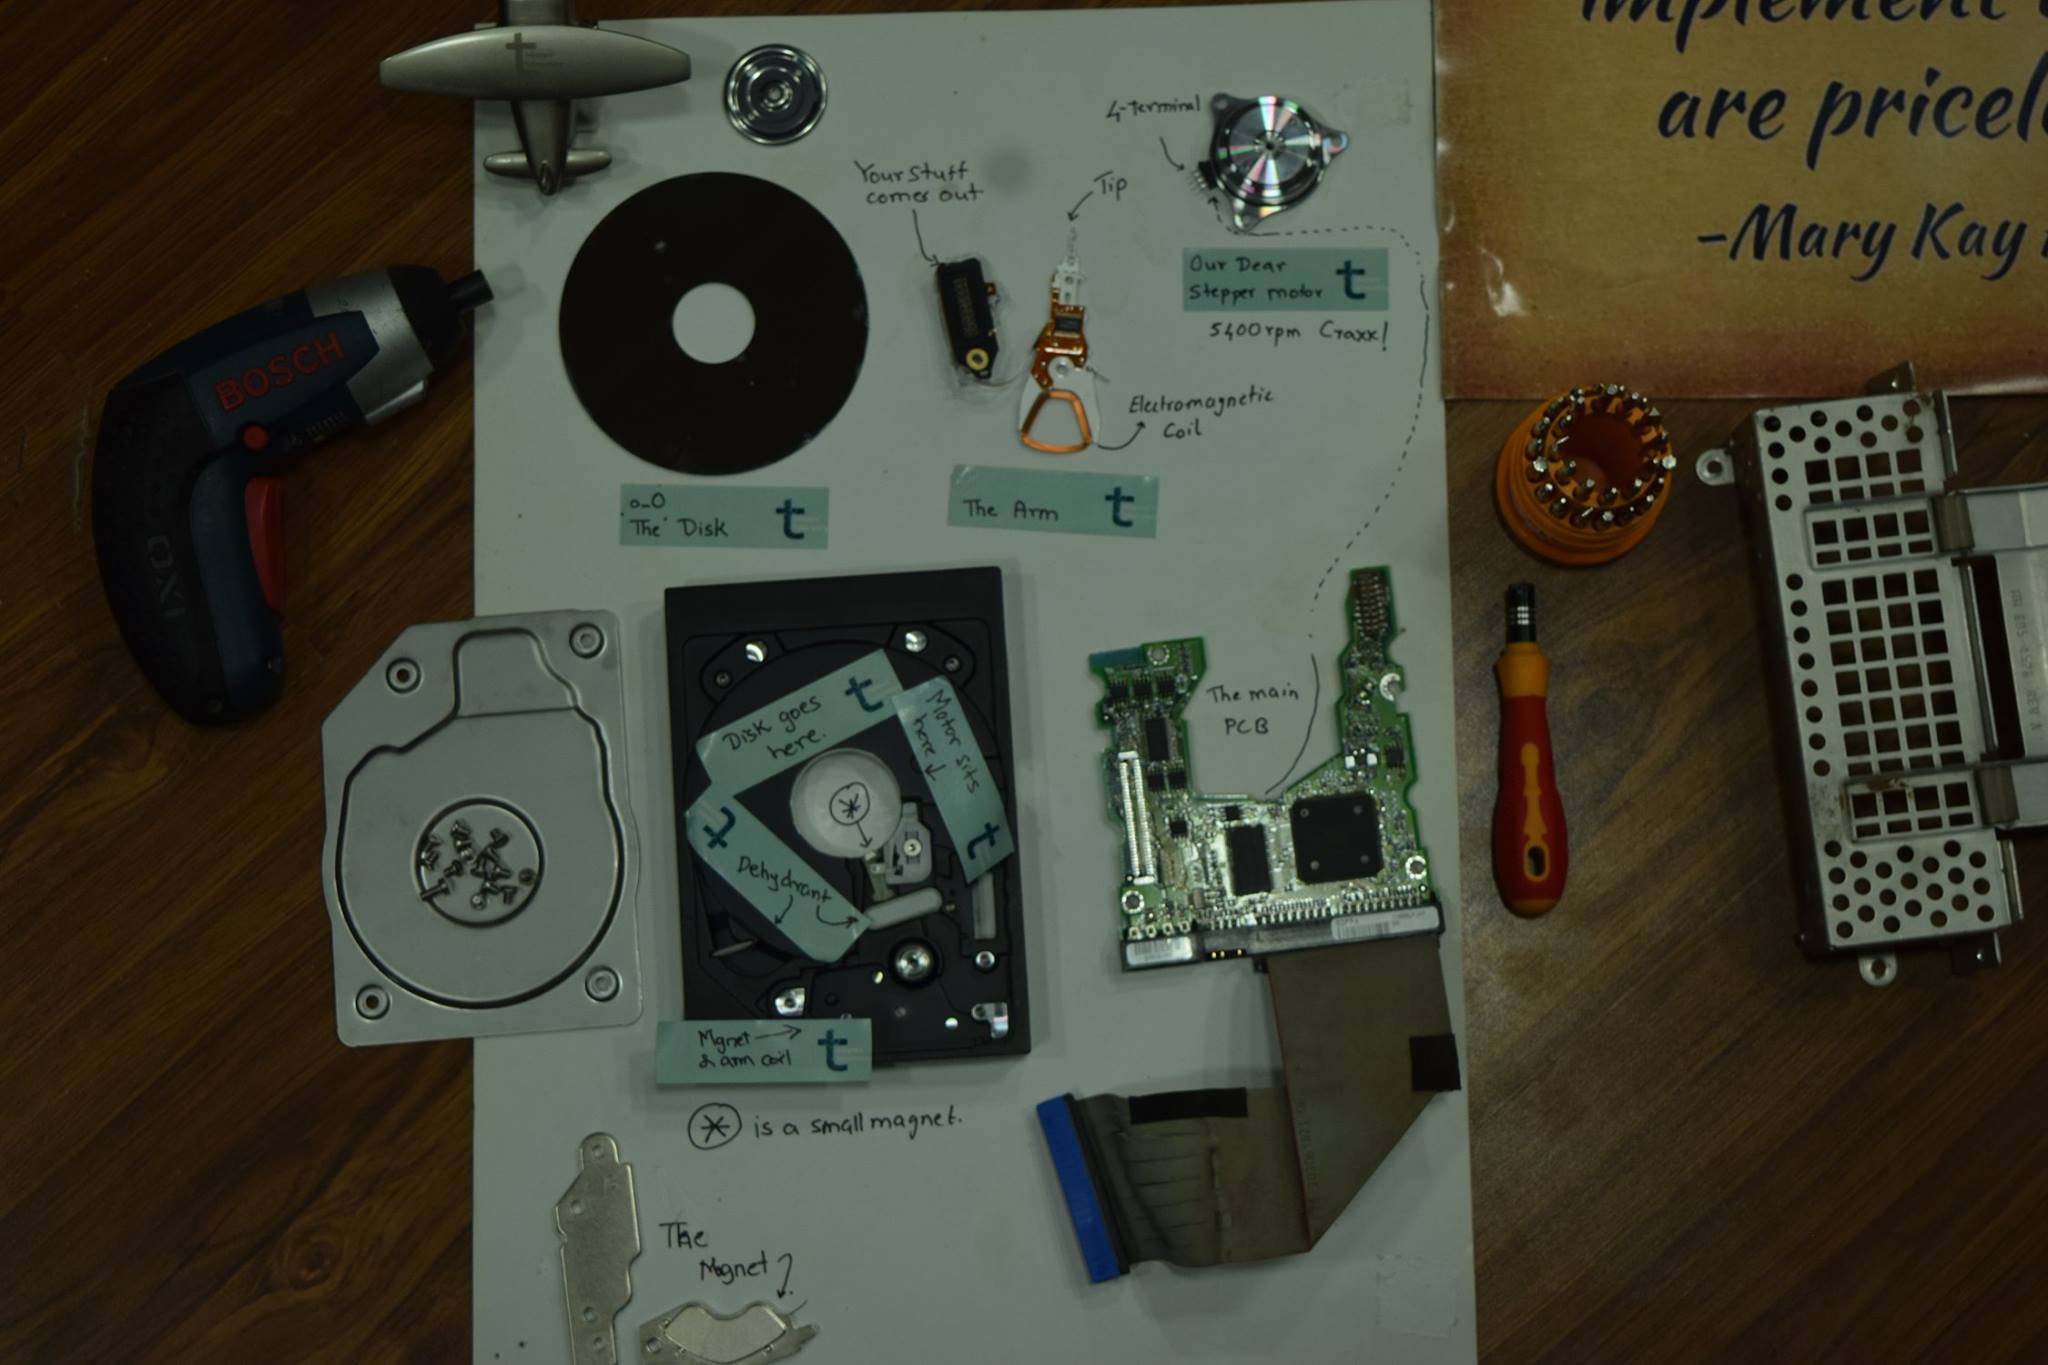 implement
are
-Mary Kay
4-terminal
Your stuff
comes out
Tip
Our Dear
Stepper motor
t
5400rpm Craxx!
BOSCH
IXO
Electromagnetic
Coil
o_O
The Disk
t
The Arm
t
Disk goes
here.
t
Motor sits
here
t
The main
PCB
Dehydrant
t
Mgnet
& arm coil
t
is a small magnet.
The
Magnet